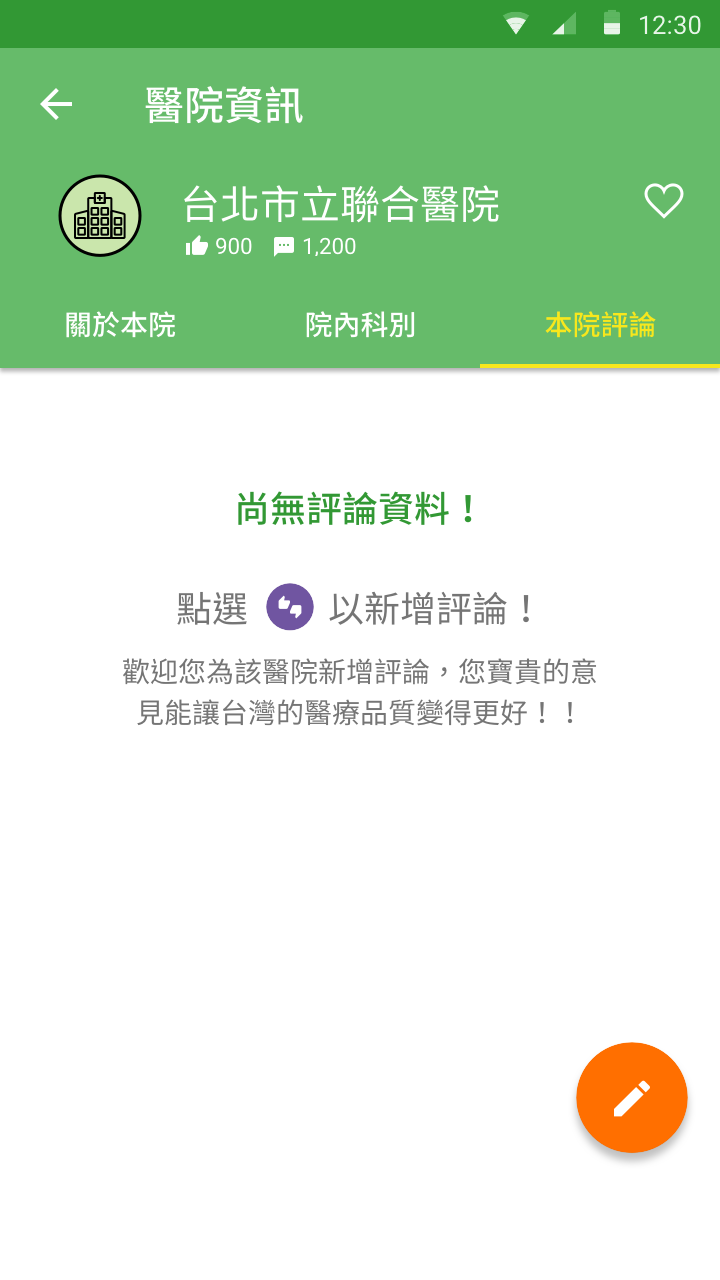 12:30
醫院資訊
台北市立聯合醫院
900 1,200
關於本院 院內科別 本院評論
尚無評論資料！
點選 以新增評論！
歡迎您為該醫院新增評論，您寶貴的意
見能讓台灣的醫療品質變得更好！！